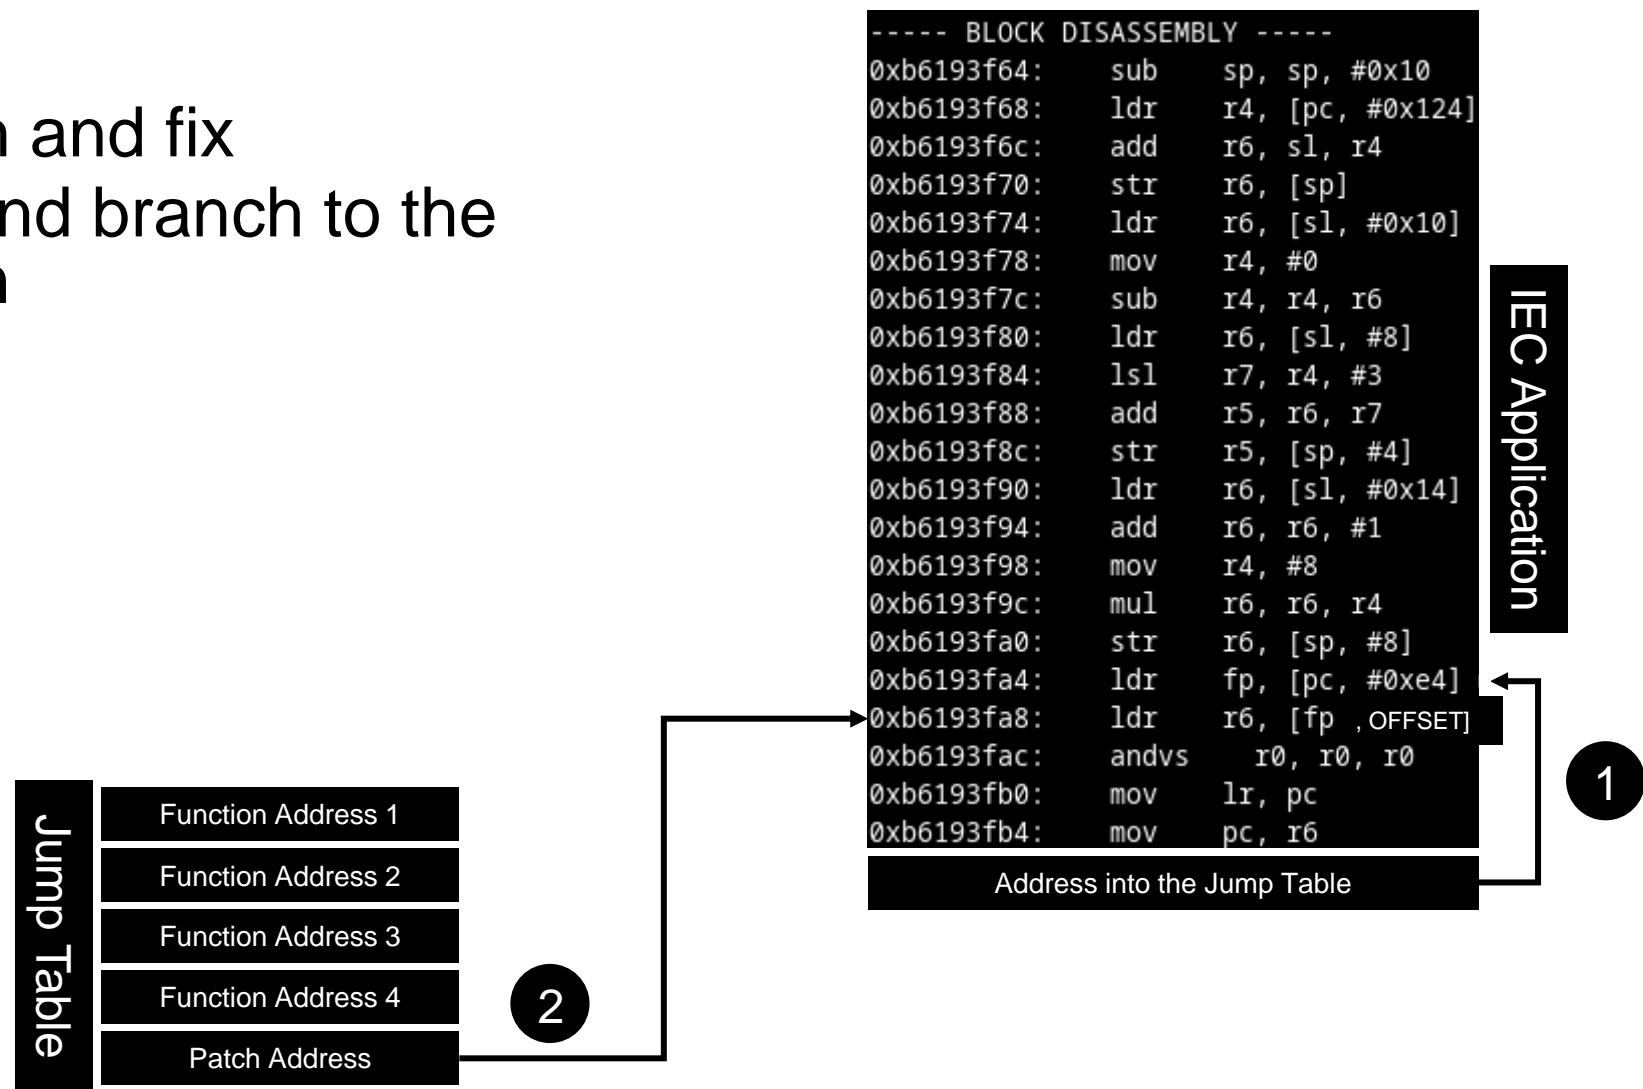 and fix
nd branch to the
----- BLOCK DISASSEMBLY -----
0xb6193f64: sub sp, sp, #0x10
0xb6193f68: ldr r4, [pc, #0x124]
0xb6193f6c: add r6, sl, r4
0xb6193f70: str r6, [sp]
0xb6193f74: ldr r6, [sl, #0x10]
0xb6193f78: mov r4, #0
0xb6193f7c: sub r4, r4, r6
0xb6193f80: ldr r6, [sl, #8]
0xb6193f84: lsl r7, r4, #3
0xb6193f88: add r5, r6, r7
0xb6193f8c: str r5, [sp, #4]
0xb6193f90: ldr r6, [sl, #0x14]
0xb6193f94: add r6, r6, #1
0xb6193f98: mov r4, #8
0xb6193f9c: mul r6, r6, r4
0xb6193fa0: str r6, [sp, #8]
0xb6193fa4: ldr fp, [pc, #0xe4]
0xb6193fa8: ldr r6, [fp , OFFSET]
0xb6193fac: andvs r0, r0, r0
0xb6193fb0: mov lr, pc
0xb6193fb4: mov pc, r6
Address into the Jump Table
IEC Application
1
Jump Table
Function Address 1
Function Address 2
Function Address 3
Function Address 4
Patch Address
2